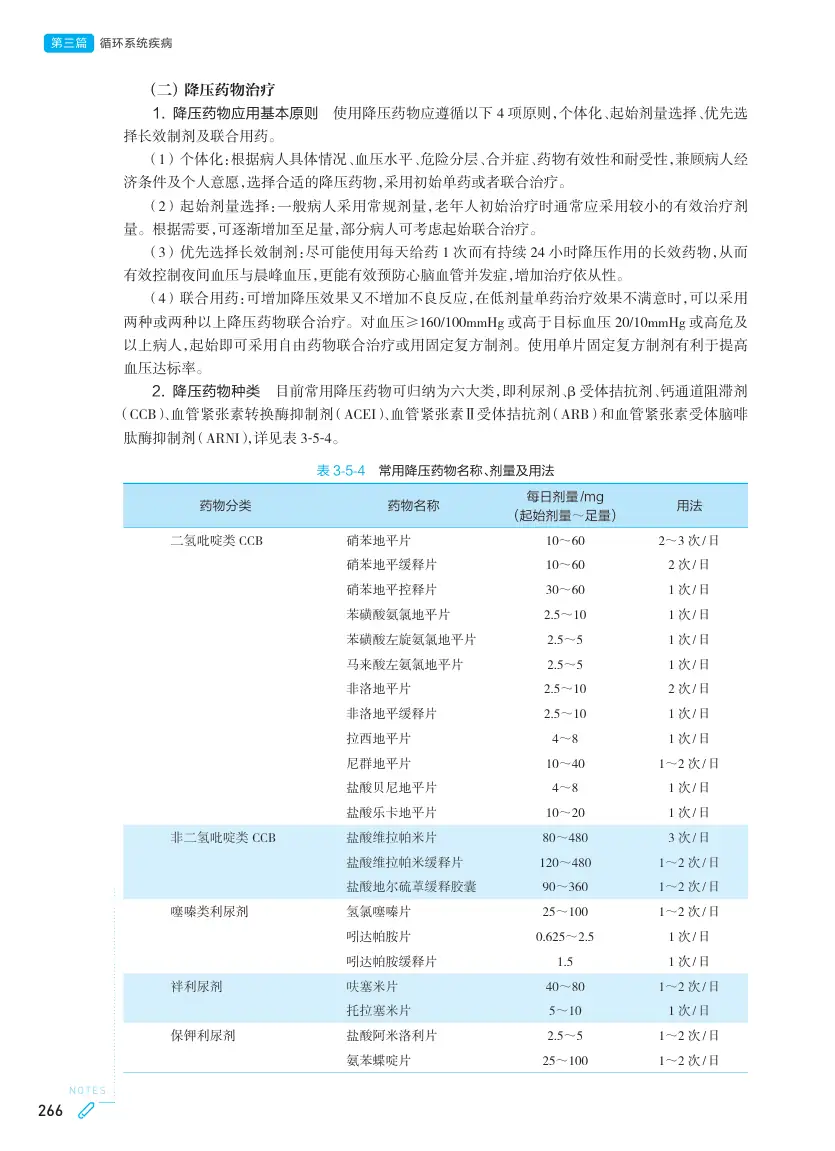 第三篇 循环系统疾病
（二）降压药物治疗
1. 降压药物应用基本原则 使用降压药物应遵循以下 4 项原则，个体化、起始剂量选择、优先选
择长效制剂及联合用药。
（1）个体化：根据病人具体情况、血压水平、危险分层、合并症、药物有效性和耐受性，兼顾病人经
济条件及个人意愿，选择合适的降压药物，采用初始单药或者联合治疗。
（2）起始剂量选择：一般病人采用常规剂量，老年人初始治疗时通常应采用较小的有效治疗剂
量。根据需要，可逐渐增加至足量，部分病人可考虑起始联合治疗。
（3）优先选择长效制剂：尽可能使用每天给药 1 次而有持续 24 小时降压作用的长效药物，从而
有效控制夜间血压与晨峰血压，更能有效预防心脑血管并发症，增加治疗依从性。
（4）联合用药：可增加降压效果又不增加不良反应，在低剂量单药治疗效果不满意时，可以采用
两种或两种以上降压药物联合治疗。对血压≥160/100mmHg 或高于目标血压 20/10mmHg 或高危及
以上病人，起始即可采用自由药物联合治疗或用固定复方制剂。使用单片固定复方制剂有利于提高
血压达标率。
2. 降压药物种类 目前常用降压药物可归纳为六大类，即利尿剂、β 受体拮抗剂、钙通道阻滞剂
（CCB）、血管紧张素转换酶抑制剂（ACEI）、血管紧张素Ⅱ受体拮抗剂（ARB）和血管紧张素受体脑啡
肽酶抑制剂（ARNI），详见表 3-5-4。
表 3-5-4 常用降压药物名称、剂量及用法
药物分类 药物名称 每日剂量/mg（起始剂量～足量） 用法
二氢吡啶类 CCB 硝苯地平片 10～60 2～3 次/日
硝苯地平缓释片 10～60 2 次/日
硝苯地平控释片 30～60 1 次/日
苯磺酸氨氯地平片 2.5～10 1 次/日
苯磺酸左旋氨氯地平片 2.5～5 1 次/日
马来酸左氨氯地平片 2.5～5 1 次/日
非洛地平片 2.5～10 2 次/日
非洛地平缓释片 2.5～10 1 次/日
拉西地平片 4～8 1 次/日
尼群地平片 10～40 1～2 次/日
盐酸贝尼地平片 4～8 1 次/日
盐酸乐卡地平片 10～20 1 次/日
非二氢吡啶类 CCB 盐酸维拉帕米片 80～480 3 次/日
盐酸维拉帕米缓释片 120～480 1～2 次/日
盐酸地尔硫䓬缓释胶囊 90～360 1～2 次/日
噻嗪类利尿剂 氢氯噻嗪片 25～100 1～2 次/日
吲达帕胺片 0.625～2.5 1 次/日
吲达帕胺缓释片 1.5 1 次/日
袢利尿剂 呋塞米片 40～80 1～2 次/日
托拉塞米片 5～10 1 次/日
保钾利尿剂 盐酸阿米洛利片 2.5～5 1～2 次/日
氨苯蝶啶片 25～100 1～2 次/日
NOTES
266